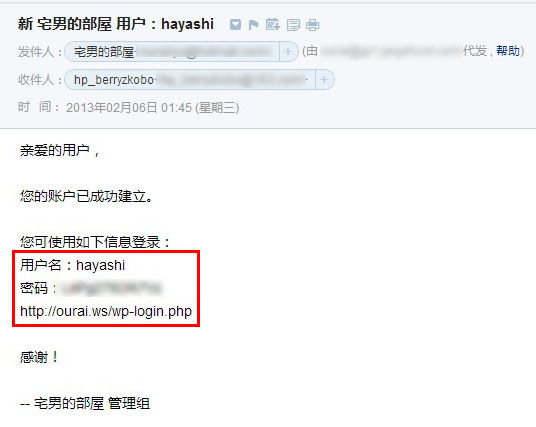 新 宅男的部屋 用户：hayashi
发件人：宅男的部屋 + (由 代发 , 帮助)
收件人：hp_berryzkobo +
时 间：2013年02月06日 01:45 (星期三)
亲爱的用户，
您的账户已成功建立。
您可使用如下信息登录：
用户名：hayashi
密码：
http://ourai.ws/wp-login.php
感谢！
-- 宅男的部屋 管理组